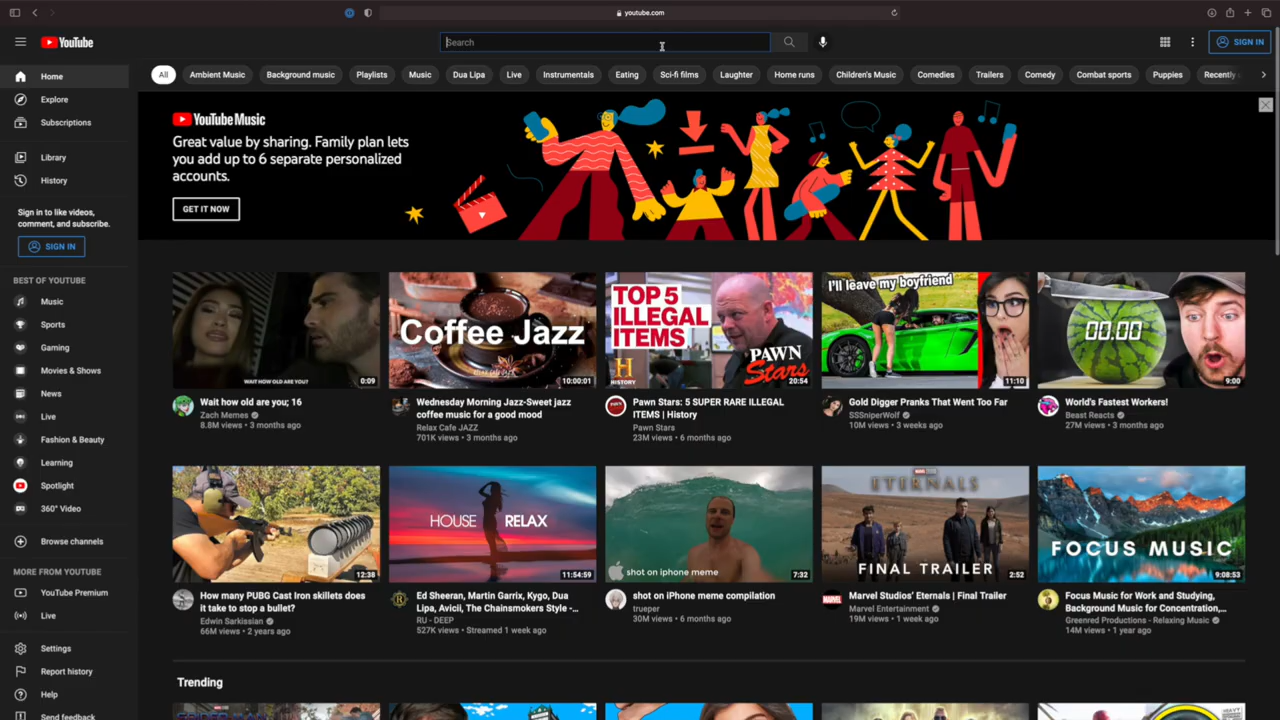 youtube.com
YouTube
Search
SIGN IN
All
Ambient Music
Background music
Playlists
Music
Dua Lipa
Live
Instrumentals
Eating
Sci-fi films
Laughter
Home runs
Children's Music
Comedies
Trailers
Comedy
Combat sports
Puppies
Recently
Home
Explore
Subscriptions
Library
History
Sign in to like videos,
comment, and subscribe.
SIGN IN
BEST OF YOUTUBE
Music
Sports
Gaming
Movies & Shows
News
Live
Fashion & Beauty
Learning
Spotlight
360° Video
Browse channels
MORE FROM YOUTUBE
YouTube Premium
Live
Settings
Report history
Help
Send feedback
YouTube Music
Great value by sharing. Family plan lets
you add up to 6 separate personalized
accounts.
GET IT NOW
WAIT HOW OLD ARE YOU?
0:09
Wait how old are you; 16
Zach Memes
8.8M views • 3 months ago
Coffee Jazz
10:00:01
Wednesday Morning Jazz-Sweet jazz
coffee music for a good mood
Relax Cafe JAZZ
701K views • 3 months ago
TOP 5
ILLEGAL
ITEMS
H
HISTORY
PAWN
Stars
20:54
Pawn Stars: 5 SUPER RARE ILLEGAL
ITEMS | History
Pawn Stars
23M views • 6 months ago
I'll leave my boyfriend
11:10
Gold Digger Pranks That Went Too Far
SSSniperWolf
10M views • 3 weeks ago
00.00
9:00
World's Fastest Workers!
Beast Reacts
27M views • 3 months ago
12:38
How many PUBG Cast Iron skillets does
it take to stop a bullet?
Edwin Sarkissian
66M views • 2 years ago
HOUSE RELAX
11:54:59
Ed Sheeran, Martin Garrix, Kygo, Dua
Lipa, Avicii, The Chainsmokers Style -...
RU - DEEP
527K views • Streamed 1 week ago
shot on iphone meme
7:32
shot on iPhone meme compilation
trueper
30M views • 6 months ago
MARVEL STUDIOS
ETERNALS
FINAL TRAILER
2:52
MARVEL
Marvel Studios' Eternals | Final Trailer
Marvel Entertainment
19M views • 1 week ago
FOCUS MUSIC
9:08:53
Focus Music for Work and Studying,
Background Music for Concentration,...
Greenred Productions - Relaxing Music
14M views • 1 year ago
Trending